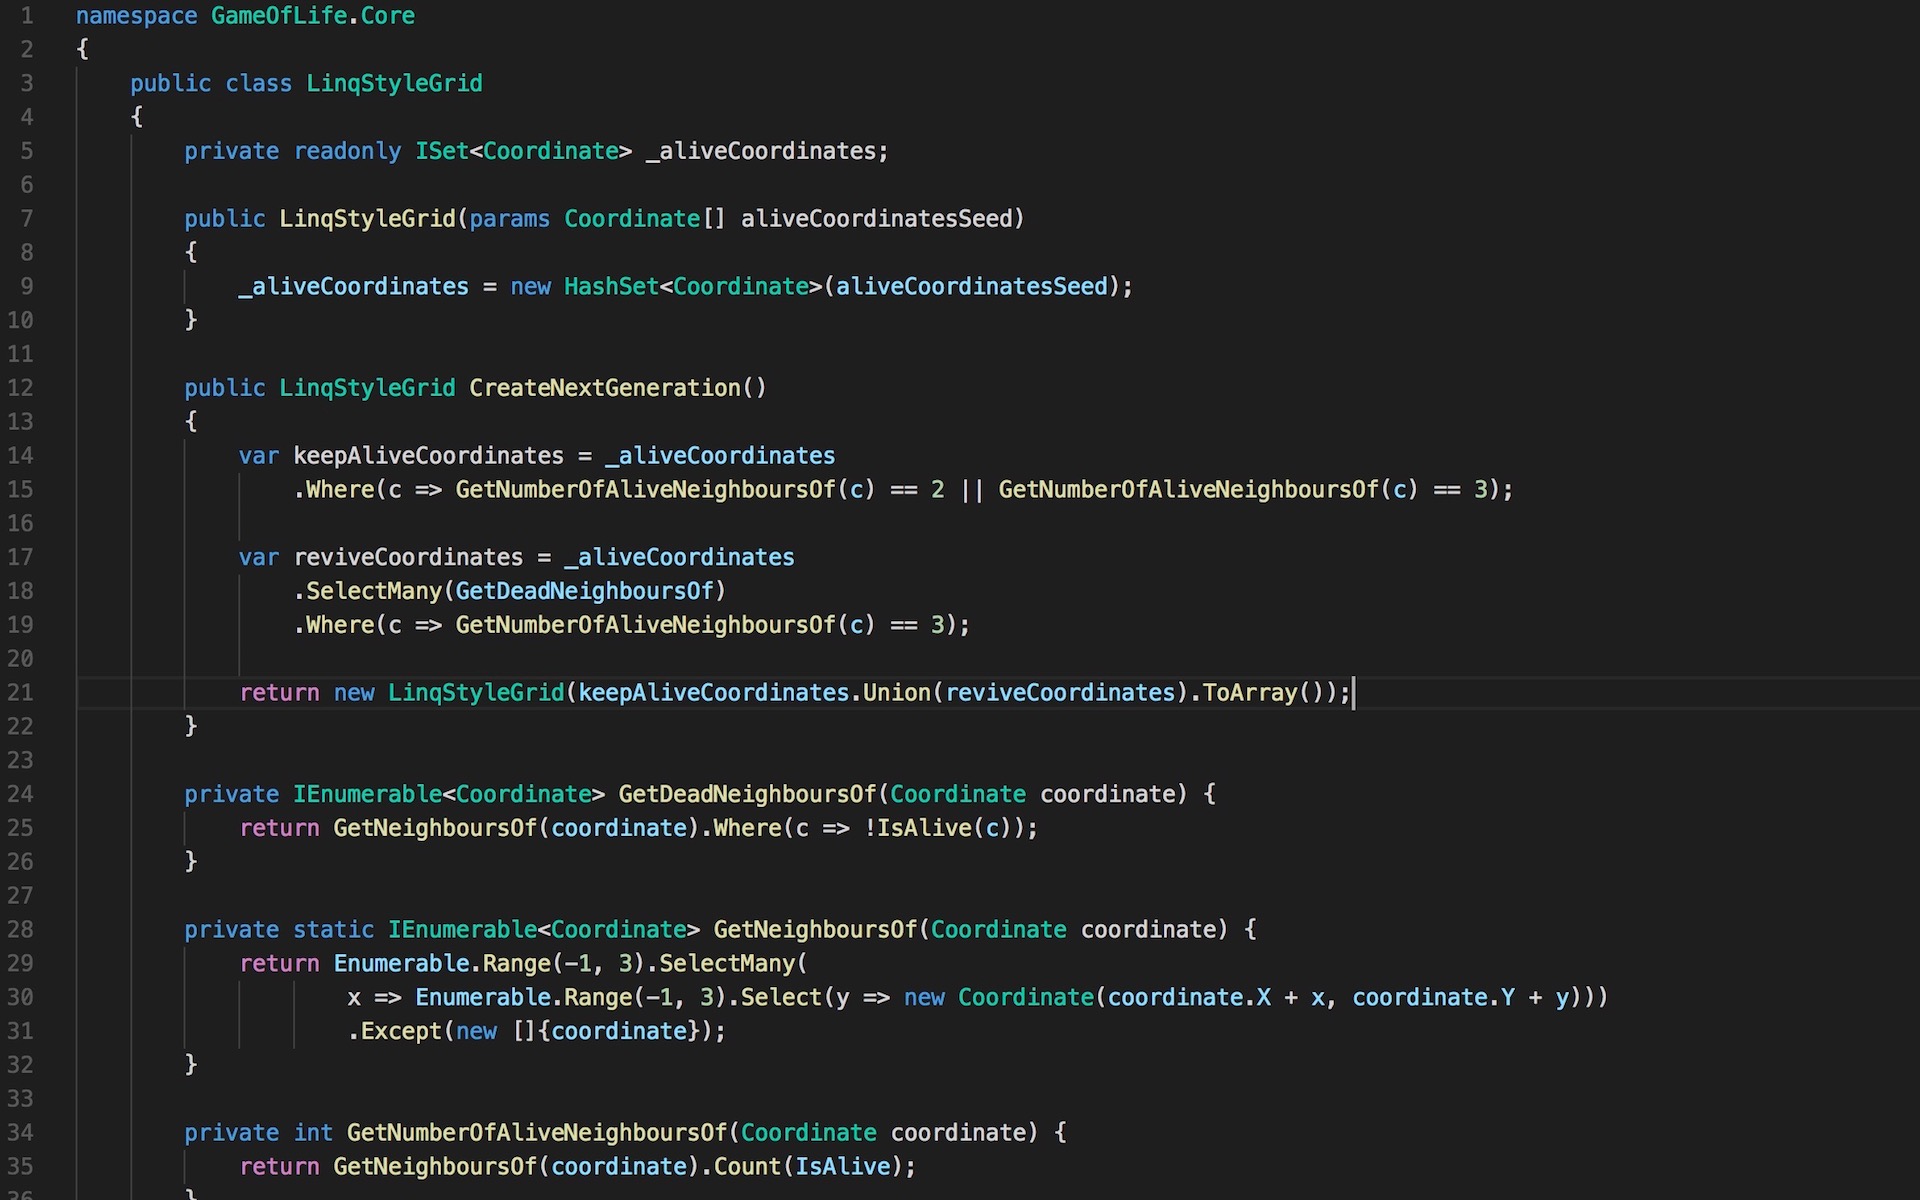 1 namespace GameOfLife.Core
2 {
3 public class LinqStyleGrid
4 {
5 private readonly ISet<Coordinate> _aliveCoordinates;
6
7 public LinqStyleGrid(params Coordinate[] aliveCoordinatesSeed)
8 {
9 _aliveCoordinates = new HashSet<Coordinate>(aliveCoordinatesSeed);
10 }
11
12 public LinqStyleGrid CreateNextGeneration()
13 {
14 var keepAliveCoordinates = _aliveCoordinates
15 .Where(c => GetNumberOfAliveNeighboursOf(c) == 2 || GetNumberOfAliveNeighboursOf(c) == 3);
16
17 var reviveCoordinates = _aliveCoordinates
18 .SelectMany(GetDeadNeighboursOf)
19 .Where(c => GetNumberOfAliveNeighboursOf(c) == 3);
20
21 return new LinqStyleGrid(keepAliveCoordinates.Union(reviveCoordinates).ToArray());
22 }
23
24 private IEnumerable<Coordinate> GetDeadNeighboursOf(Coordinate coordinate) {
25 return GetNeighboursOf(coordinate).Where(c => !IsAlive(c));
26 }
27
28 private static IEnumerable<Coordinate> GetNeighboursOf(Coordinate coordinate) {
29 return Enumerable.Range(-1, 3).SelectMany(
30 x => Enumerable.Range(-1, 3).Select(y => new Coordinate(coordinate.X + x, coordinate.Y + y)))
31 .Except(new []{coordinate});
32 }
33
34 private int GetNumberOfAliveNeighboursOf(Coordinate coordinate) {
35 return GetNeighboursOf(coordinate).Count(IsAlive);
36 }